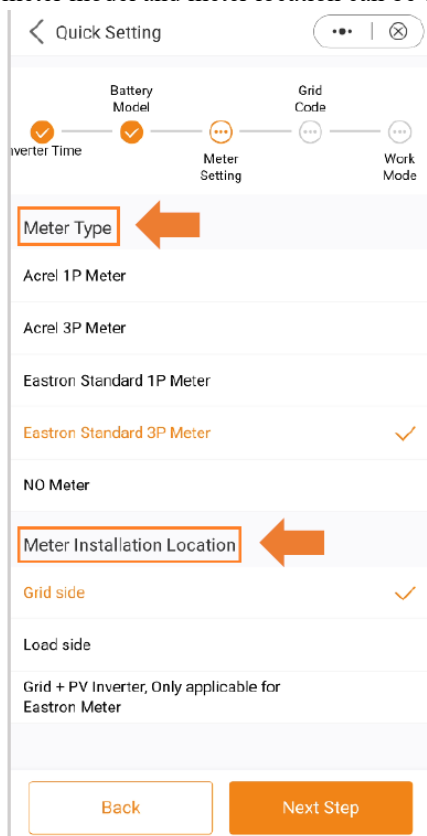 Quick Setting
Battery
Model
Grid
Code
nverter Time
Meter
Setting
Work
Mode
Meter Type
Acrel 1P Meter
Acrel 3P Meter
Eastron Standard 1P Meter
Eastron Standard 3P Meter
NO Meter
Meter Installation Location
Grid side
Load side
Grid + PV Inverter, Only applicable for
Eastron Meter
Back
Next Step